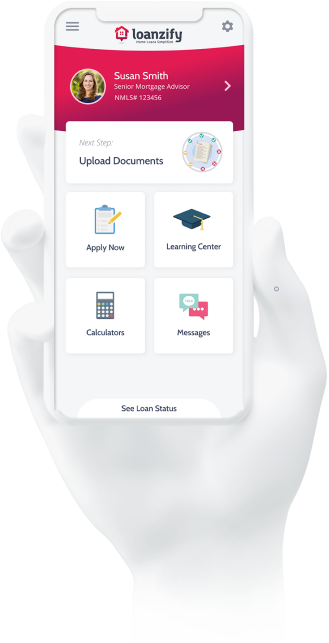 loanzify
Home Loans Simplified
Susan Smith
Senior Mortgage Advisor
NMLS# 123456
Next Step:
Upload Documents
Apply Now
Learning Center
Calculators
Messages
See Loan Status